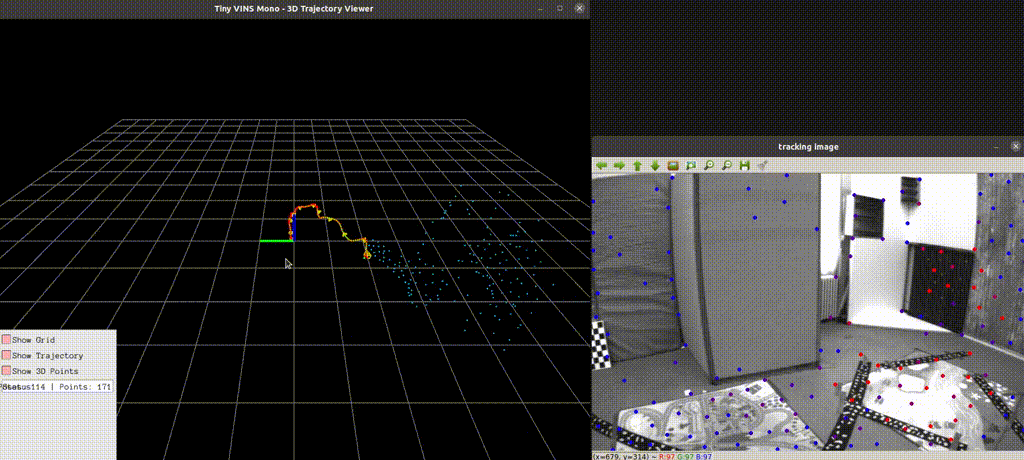 Tiny VINS Mono - 3D Trajectory Viewer
tracking image
Show Grid
Show Trajectory
Show 3D Points
114 | Points: 171
(x=679, y=314) ~ R:97 G:97 B:97